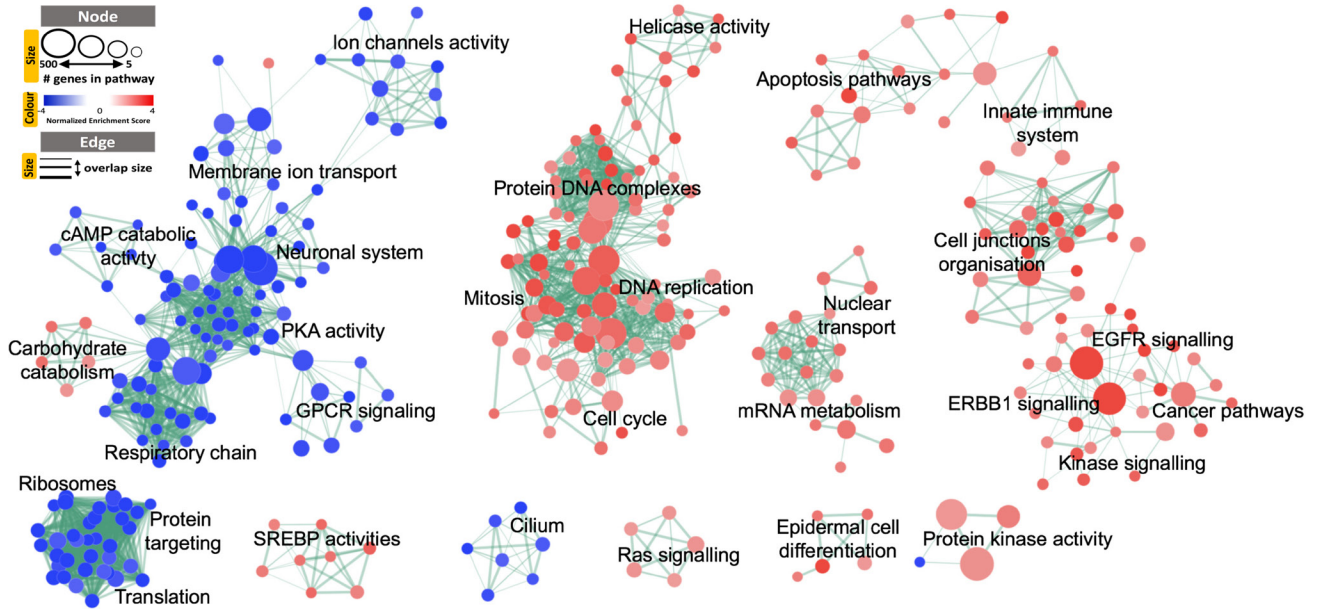 Node
Size
500
5
# genes in pathway
Colour
-4
0
4
Normalized Enrichment Score
Edge
Size
overlap size
Ion channels activity
Membrane ion transport
cAMP catabolic
activty
Neuronal system
PKA activity
Carbohydrate
catabolism
GPCR signaling
Respiratory chain
Ribosomes
Protein
targeting
Translation
SREBP activities
Helicase activity
Protein DNA complexes
Mitosis
DNA replication
Cell cycle
Cilium
Ras signalling
Apoptosis pathways
Innate immune
system
Cell junctions
organisation
Nuclear
transport
mRNA metabolism
EGFR signalling
ERBB1 signalling
Cancer pathways
Kinase signalling
Epidermal cell
differentiation
Protein kinase activity